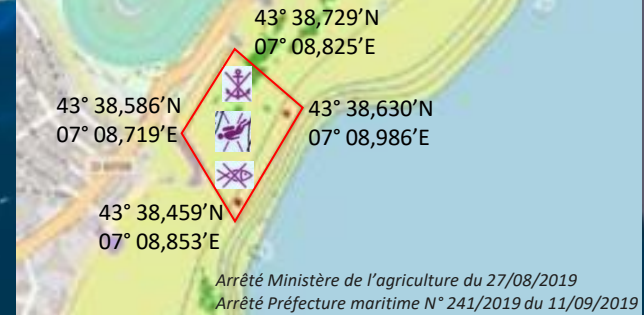 43° 38,729’N
07° 08,825’E
43° 38,586’N
07° 08,719’E
43° 38,630’N
07° 08,986’E
43° 38,459’N
07° 08,853’E
Arrêté Ministère de l’agriculture du 27/08/2019
Arrêté Préfecture maritime N° 241/2019 du 11/09/2019